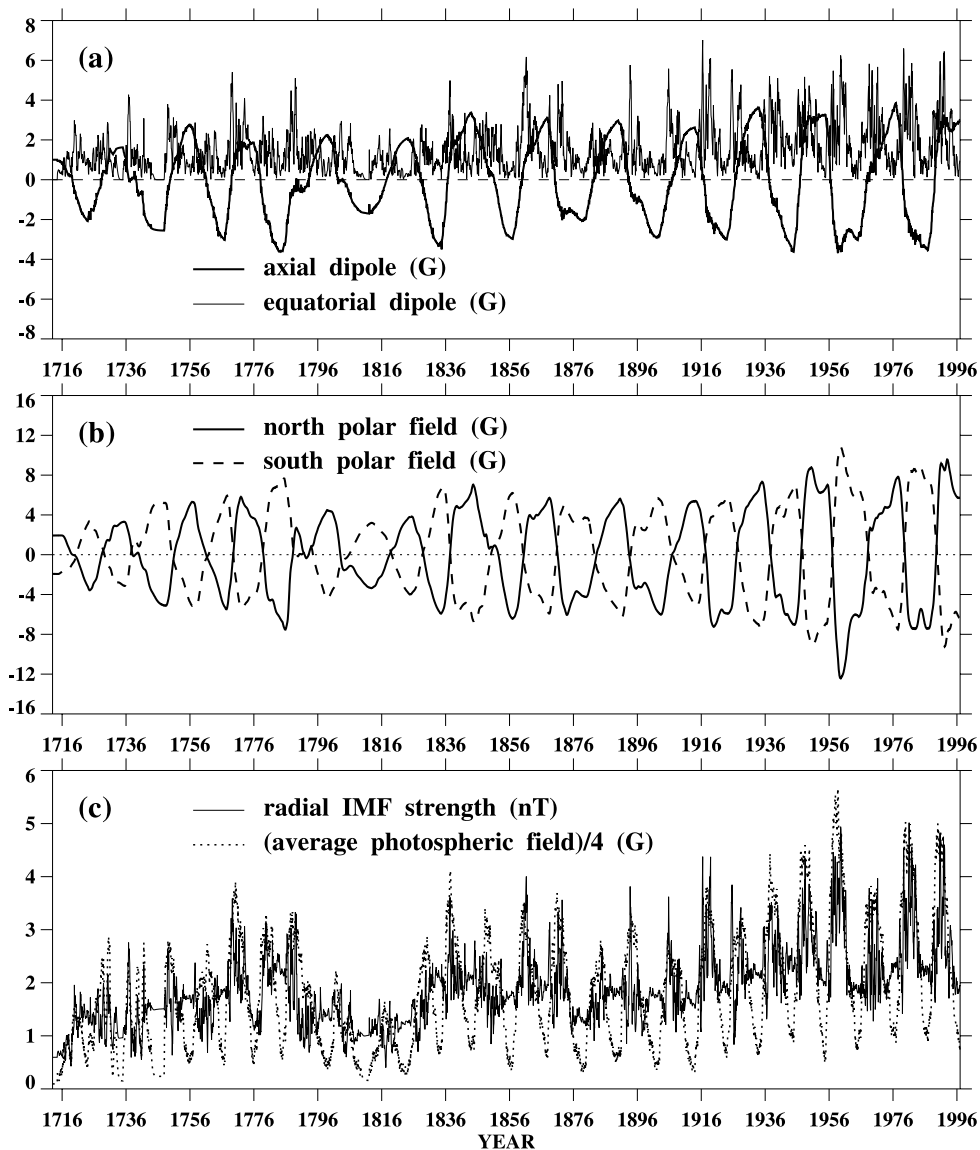 8
6
4
2
0
-2
-4
-6
-8
(a)
axial dipole (G)
equatorial dipole (G)
1716 1736 1756 1776 1796 1816 1836 1856 1876 1896 1916 1936 1956 1976 1996
16
12
8
4
0
-4
-8
-12
-16
(b)
north polar field (G)
south polar field (G)
1716 1736 1756 1776 1796 1816 1836 1856 1876 1896 1916 1936 1956 1976 1996
6
5
4
3
2
1
0
(c)
radial IMF strength (nT)
(average photospheric field)/4 (G)
1716 1736 1756 1776 1796 1816 1836 1856 1876 1896 1916 1936 1956 1976 1996
YEAR